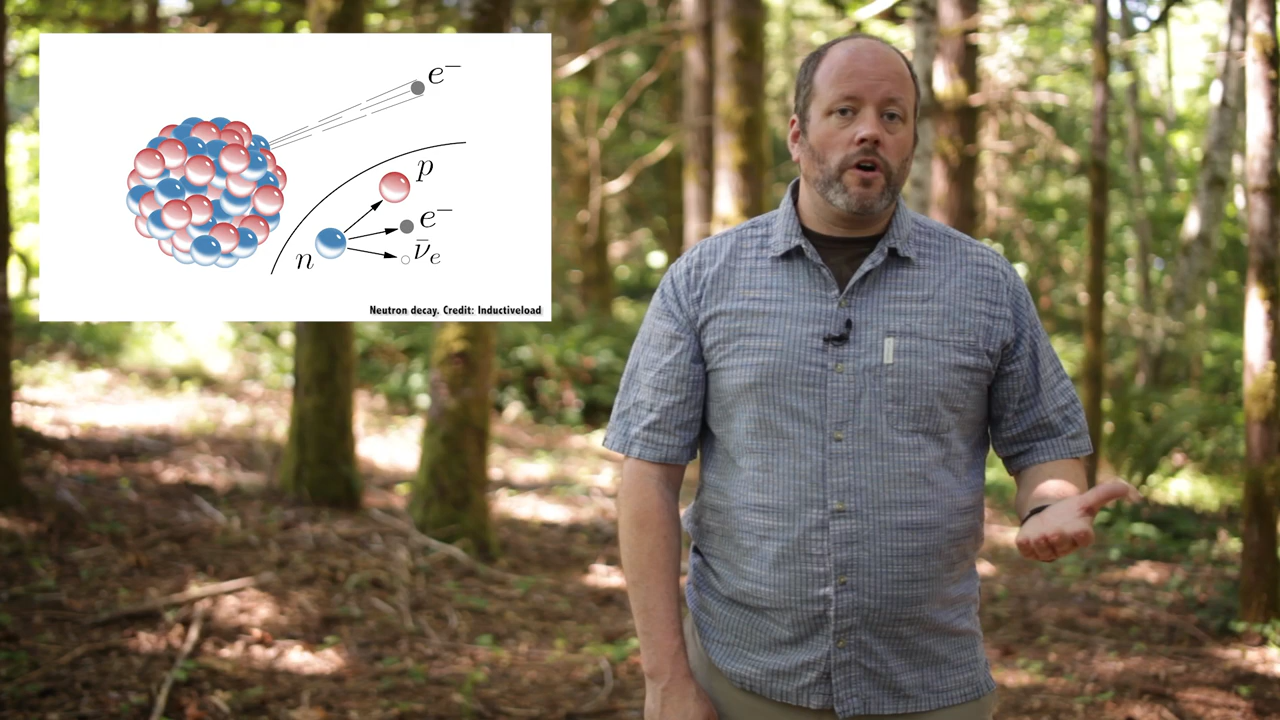 e⁻
p
e⁻
n
ν̄ₑ
Neutron decay. Credit: Inductiveload